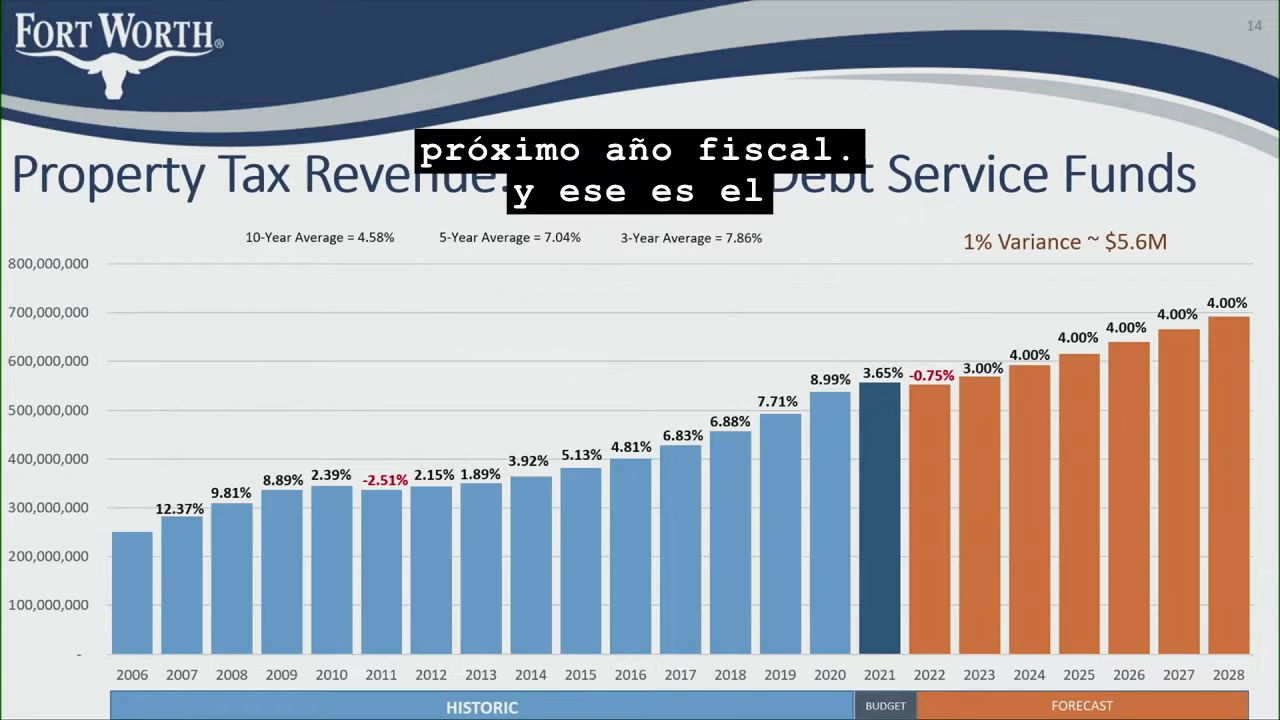 FORT WORTH®
14
próximo año fiscal.
y ese es el
Property Tax Revenue: Debt Service Funds
10-Year Average = 4.58% 5-Year Average = 7.04% 3-Year Average = 7.86%
1% Variance ~ $5.6M
800,000,000
700,000,000
600,000,000
500,000,000
400,000,000
300,000,000
200,000,000
100,000,000
-
12.37% 9.81% 8.89% 2.39% -2.51% 2.15% 1.89% 3.92% 5.13% 4.81% 6.83% 6.88% 7.71% 8.99% 3.65% -0.75% 3.00% 4.00% 4.00% 4.00% 4.00% 4.00%
2006 2007 2008 2009 2010 2011 2012 2013 2014 2015 2016 2017 2018 2019 2020 2021 2022 2023 2024 2025 2026 2027 2028
HISTORIC BUDGET FORECAST